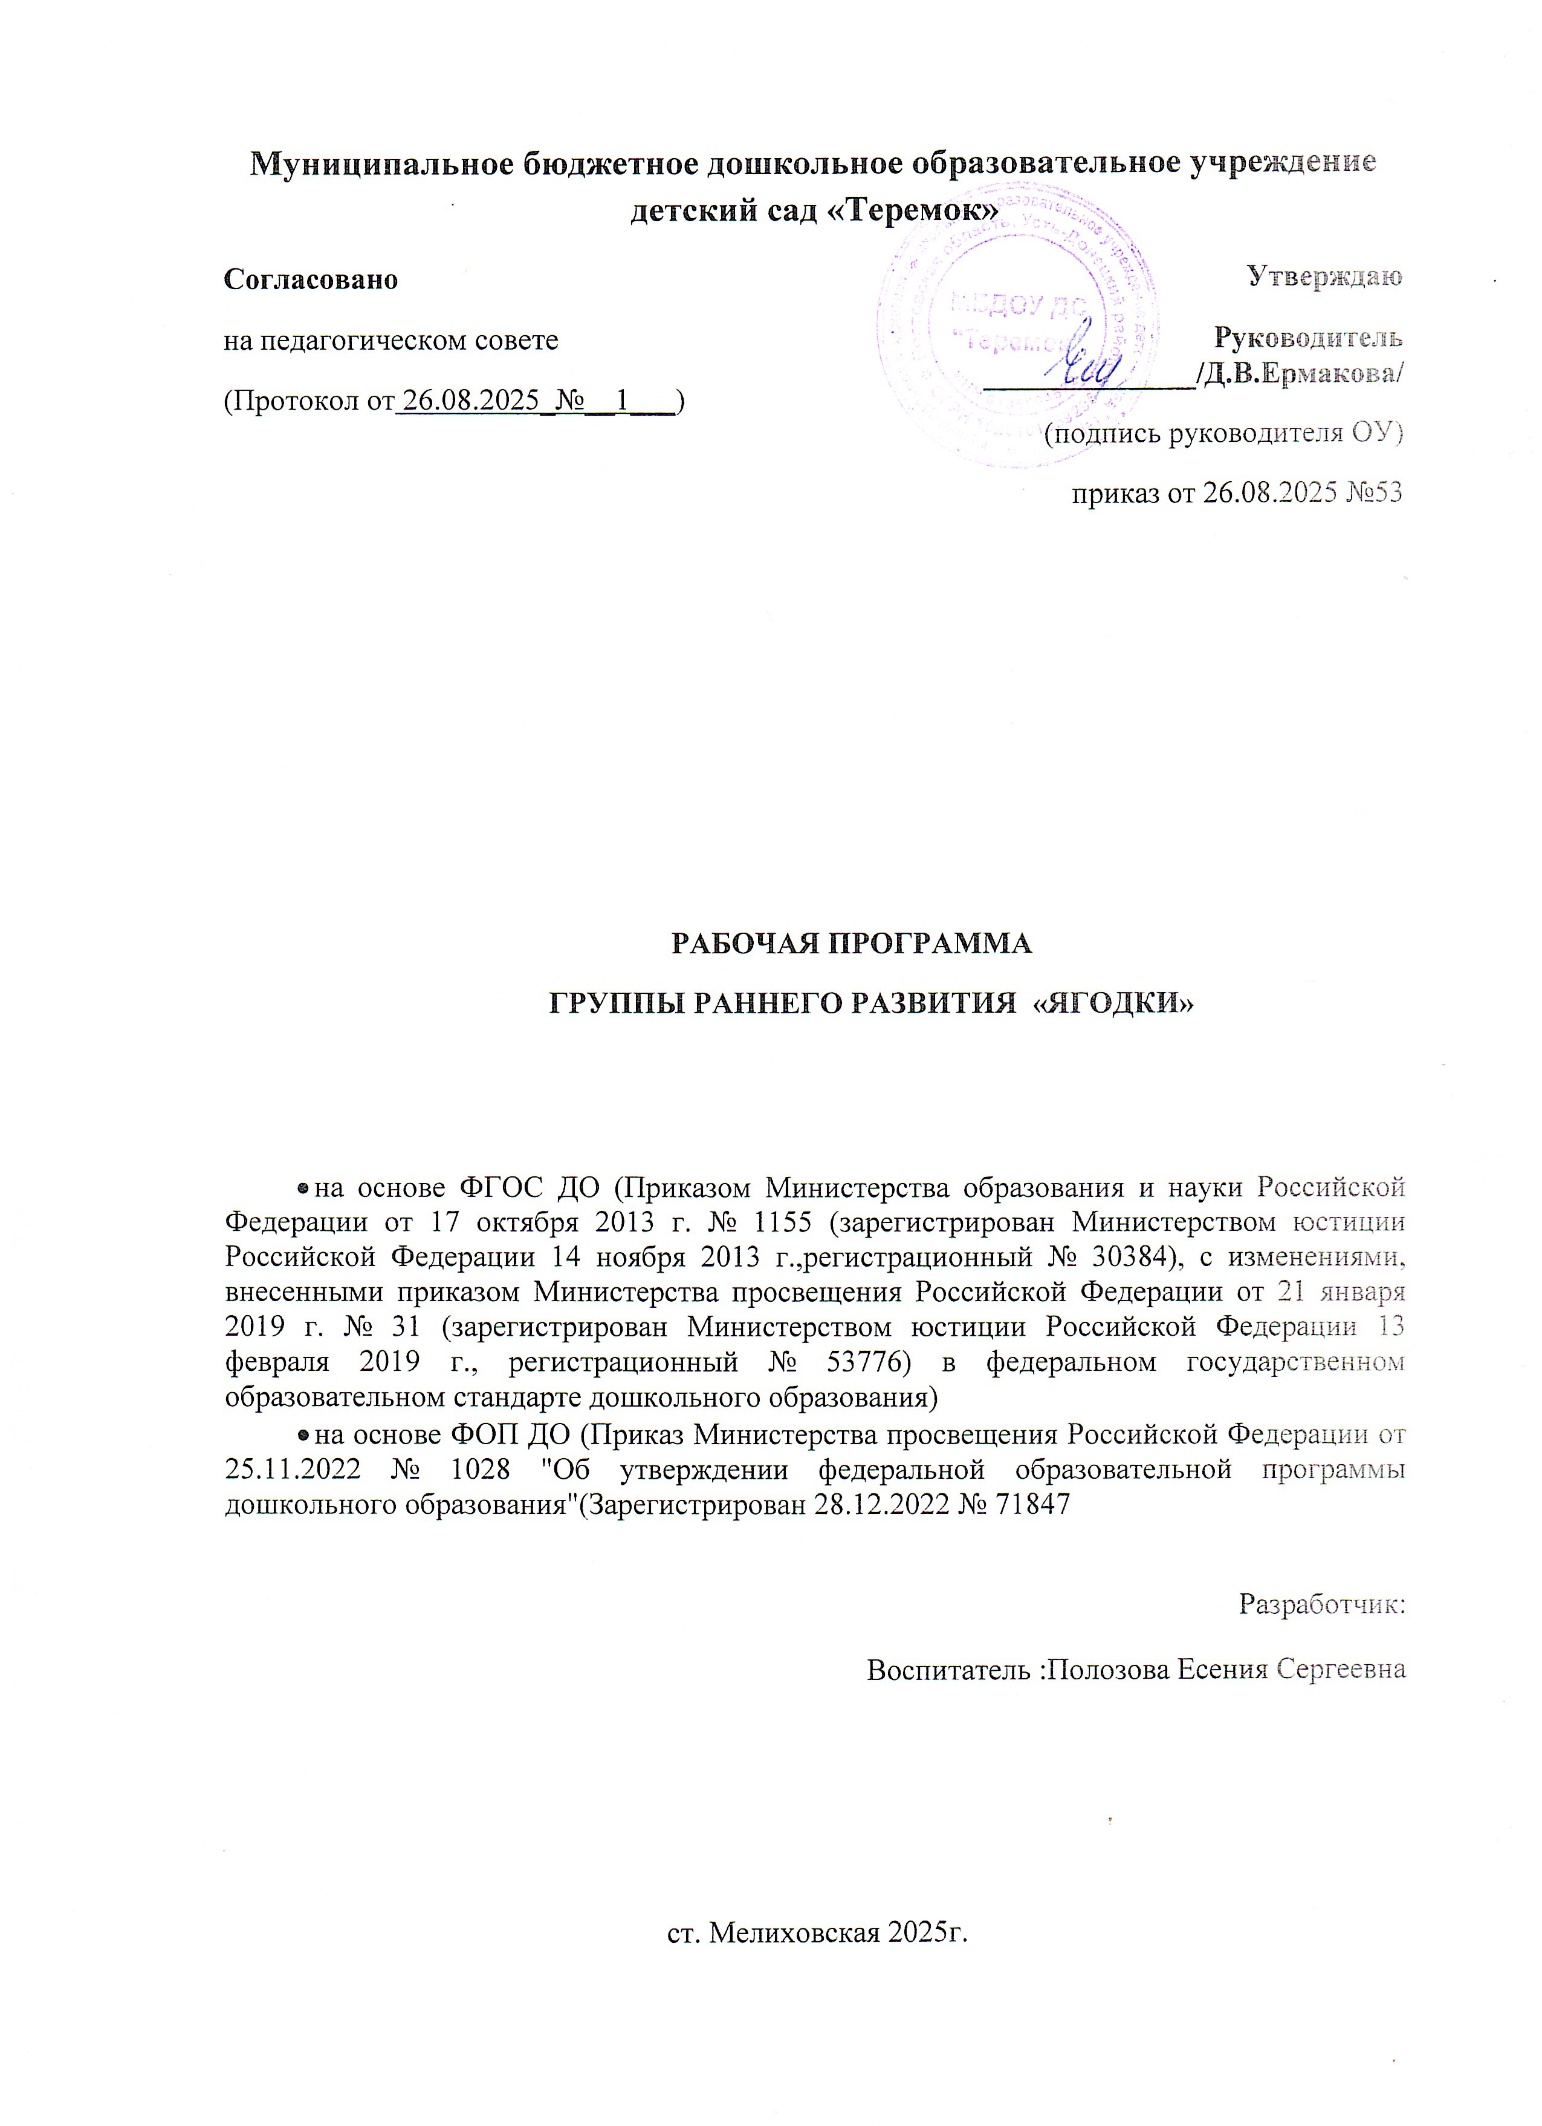 Муниципальное бюджетное дошкольное образовательное учреждение
детский сад «Теремок»
Согласовано
Утверждаю
на педагогическом совете
Руководитель
______________/Д.В.Ермакова/
(Протокол от 26.08.2025_№__1___)
(подпись руководителя ОУ)
приказ от 26.08.2025 №53
МБДОУ ДС
"Теремок"
РАБОЧАЯ ПРОГРАММА
ГРУППЫ РАННЕГО РАЗВИТИЯ «ЯГОДКИ»
•на основе ФГОС ДО (Приказом Министерства образования и науки Российской
Федерации от 17 октября 2013 г. № 1155 (зарегистрирован Министерством юстиции
Российской Федерации 14 ноября 2013 г.,регистрационный № 30384), с изменениями,
внесенными приказом Министерства просвещения Российской Федерации от 21 января
2019 г. № 31 (зарегистрирован Министерством юстиции Российской Федерации 13
февраля 2019 г., регистрационный № 53776) в федеральном государственном
образовательном стандарте дошкольного образования)
•на основе ФОП ДО (Приказ Министерства просвещения Российской Федерации от
25.11.2022 № 1028 "Об утверждении федеральной образовательной программы
дошкольного образования"(Зарегистрирован 28.12.2022 № 71847
Разработчик:
Воспитатель :Полозова Есения Сергеевна
ст. Мелиховская 2025г.